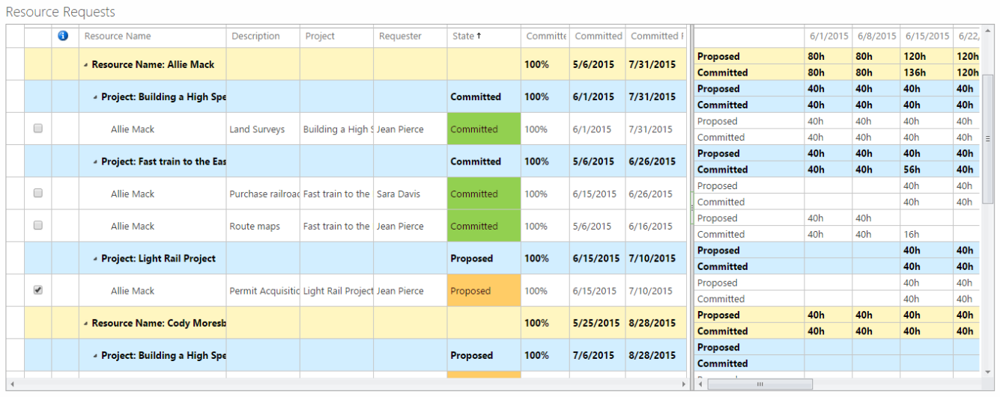 Resource Requests
Resource Name Description Project Requester State↑ Committe Committed Committed F 6/1/2015 6/8/2015 6/15/2015 6/22,
Resource Name: Allie Mack 100% 5/6/2015 7/31/2015
Proposed 80h 80h 120h 120h
Committed 80h 80h 136h 120h
Project: Building a High Spe Committed 100% 6/1/2015 7/31/2015
Proposed 40h 40h 40h 40h
Committed 40h 40h 40h 40h
Allie Mack Land Surveys Building a High S Jean Pierce Committed 100% 6/1/2015 7/31/2015
Proposed 40h 40h 40h 40h
Committed 40h 40h 40h 40h
Project: Fast train to the Eas Committed 100% 5/6/2015 6/26/2015
Proposed 40h 40h 40h 40h
Committed 40h 40h 56h 40h
Allie Mack Purchase railroad Fast train to the Sara Davis Committed 100% 6/15/2015 6/26/2015
Proposed 40h 40h
Committed 40h 40h
Allie Mack Route maps Fast train to the Jean Pierce Committed 100% 5/6/2015 6/16/2015
Proposed 40h 40h
Committed 40h 40h 16h
Project: Light Rail Project Proposed 100% 6/15/2015 7/10/2015
Proposed 40h 40h
Committed 40h 40h
Allie Mack Permit Acquisitic Light Rail Project Jean Pierce Proposed 100% 6/15/2015 7/10/2015
Proposed 40h 40h
Committed 40h 40h
Resource Name: Cody Moresb 100% 5/25/2015 8/28/2015
Proposed 40h 40h 40h 40h
Committed 40h 40h 40h 40h
Project: Building a High Spe Proposed 100% 7/6/2015 8/28/2015
Proposed
Committed